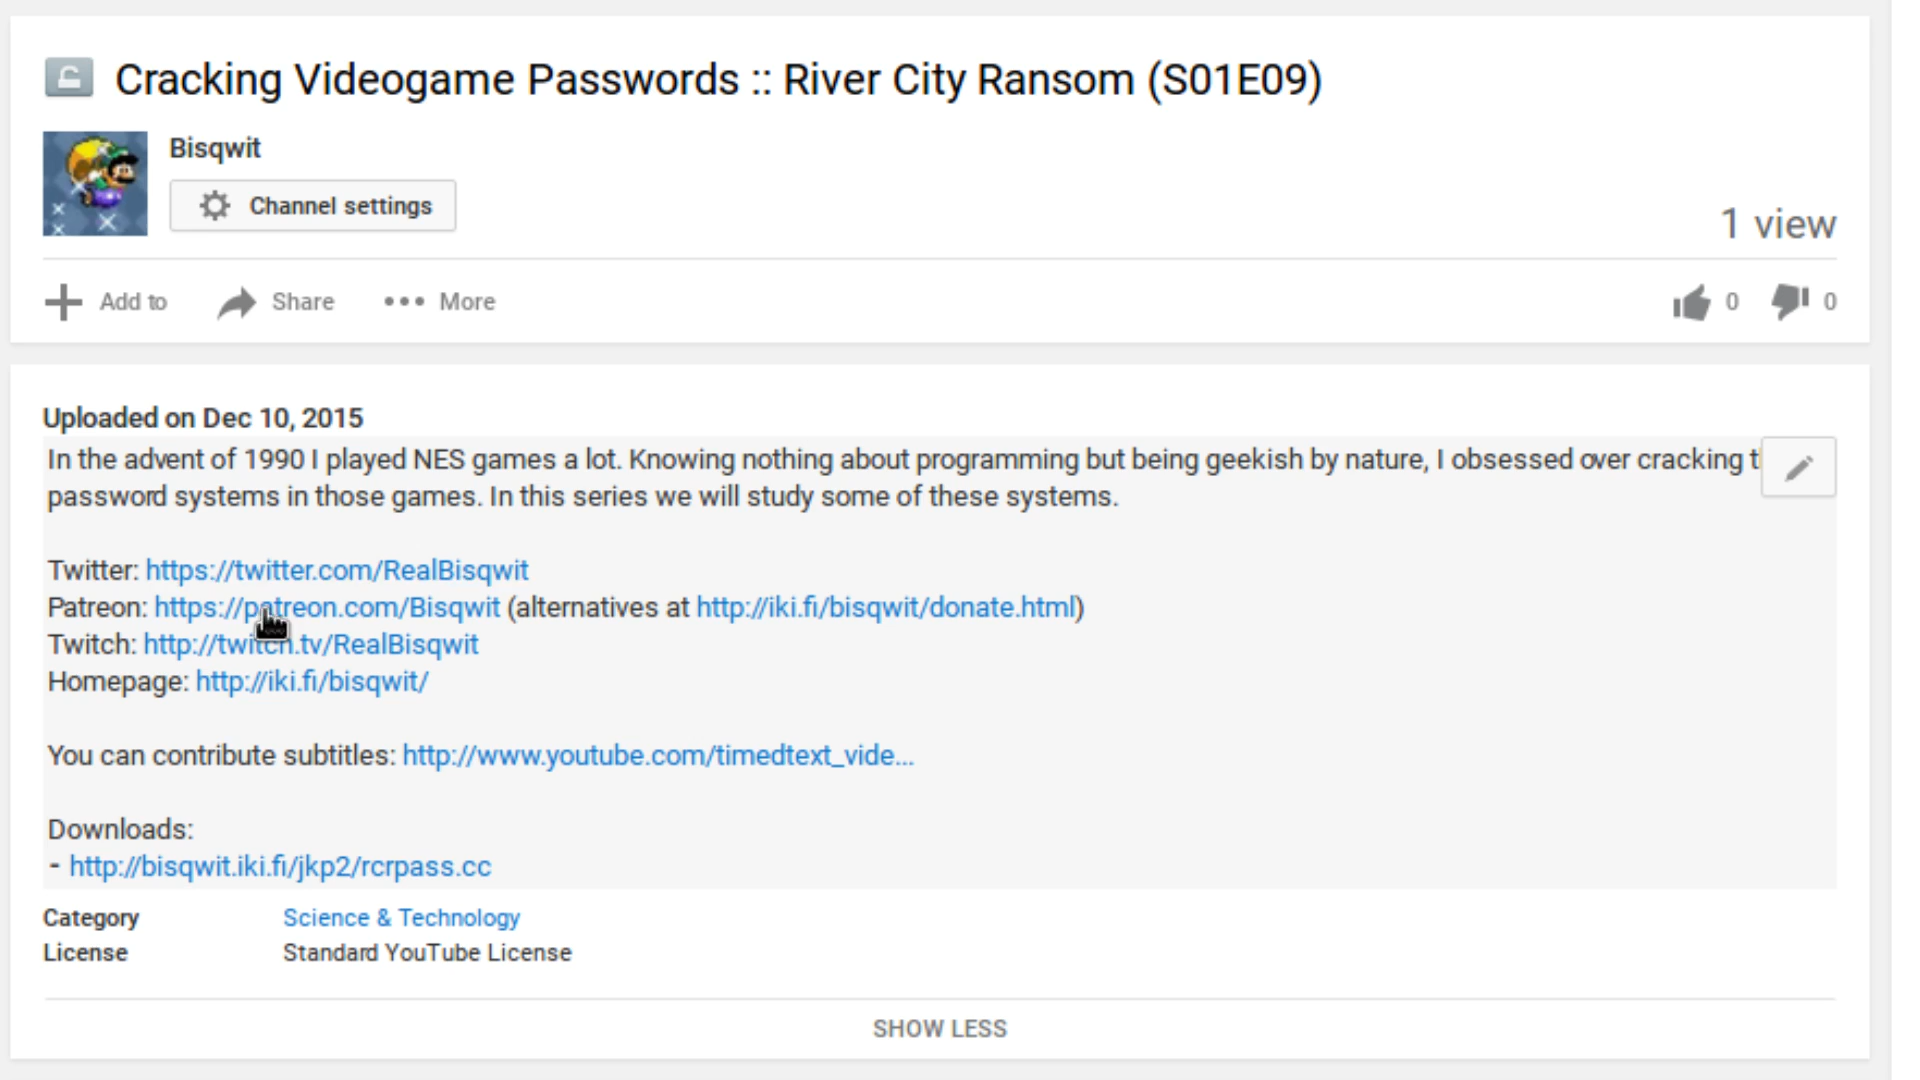 Cracking Videogame Passwords :: River City Ransom (S01E09)
Bisqwit
Channel settings
1 view
Add to
Share
More
0
0
Uploaded on Dec 10, 2015
In the advent of 1990 I played NES games a lot. Knowing nothing about programming but being geekish by nature, I obsessed over cracking t
password systems in those games. In this series we will study some of these systems.
Twitter: https://twitter.com/RealBisqwit
Patreon: https://patreon.com/Bisqwit (alternatives at http://iki.fi/bisqwit/donate.html)
Twitch: http://twitch.tv/RealBisqwit
Homepage: http://iki.fi/bisqwit/
You can contribute subtitles: http://www.youtube.com/timedtext_vide...
Downloads:
- http://bisqwit.iki.fi/jkp2/rcrpass.cc
Category Science & Technology
License Standard YouTube License
SHOW LESS